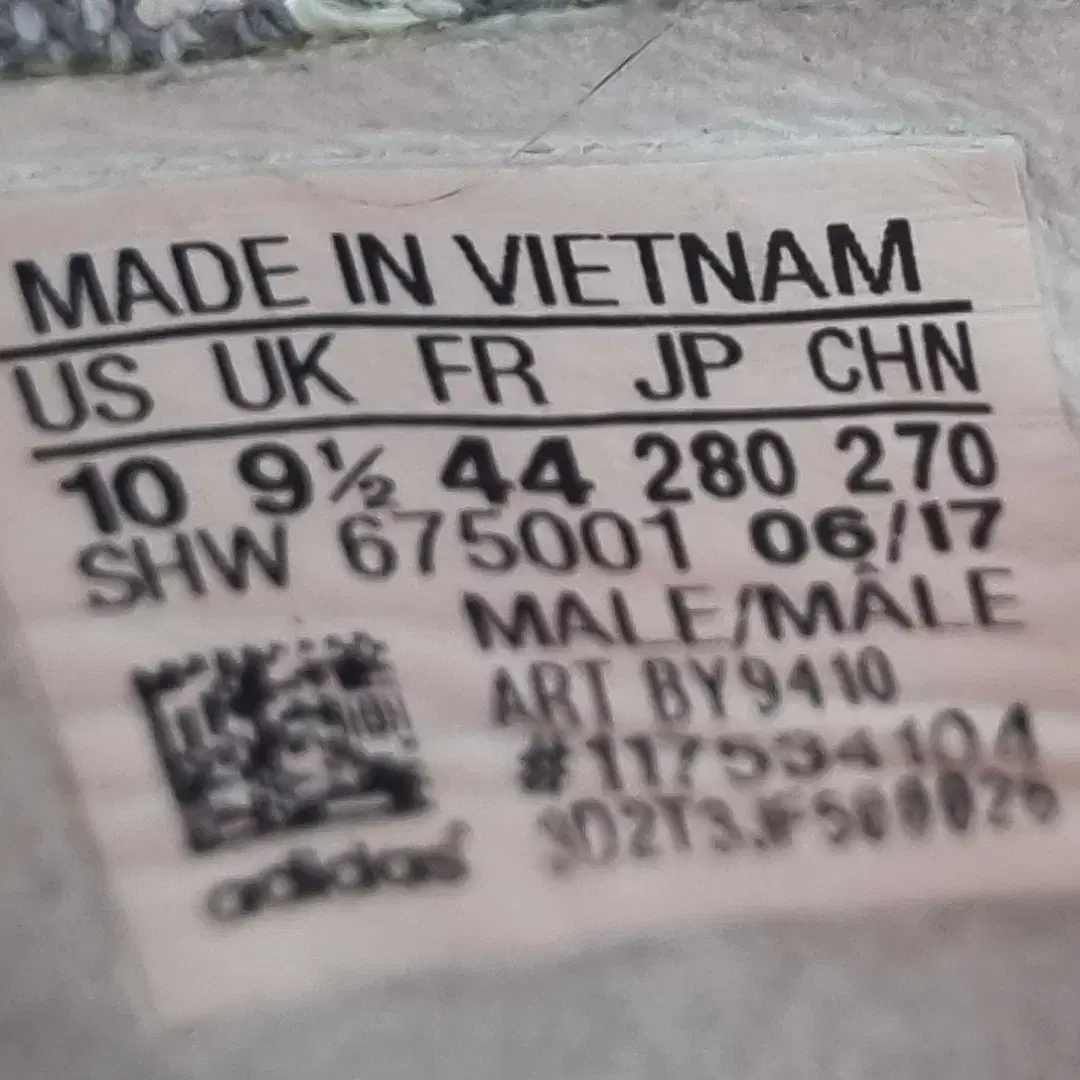 MADE IN VIETNAM
US UK FR JP CHN
10 9½ 44 280 270
SHW 675001 06/17
MALE/MÂLE
ART BY9410
#117534104
adidas